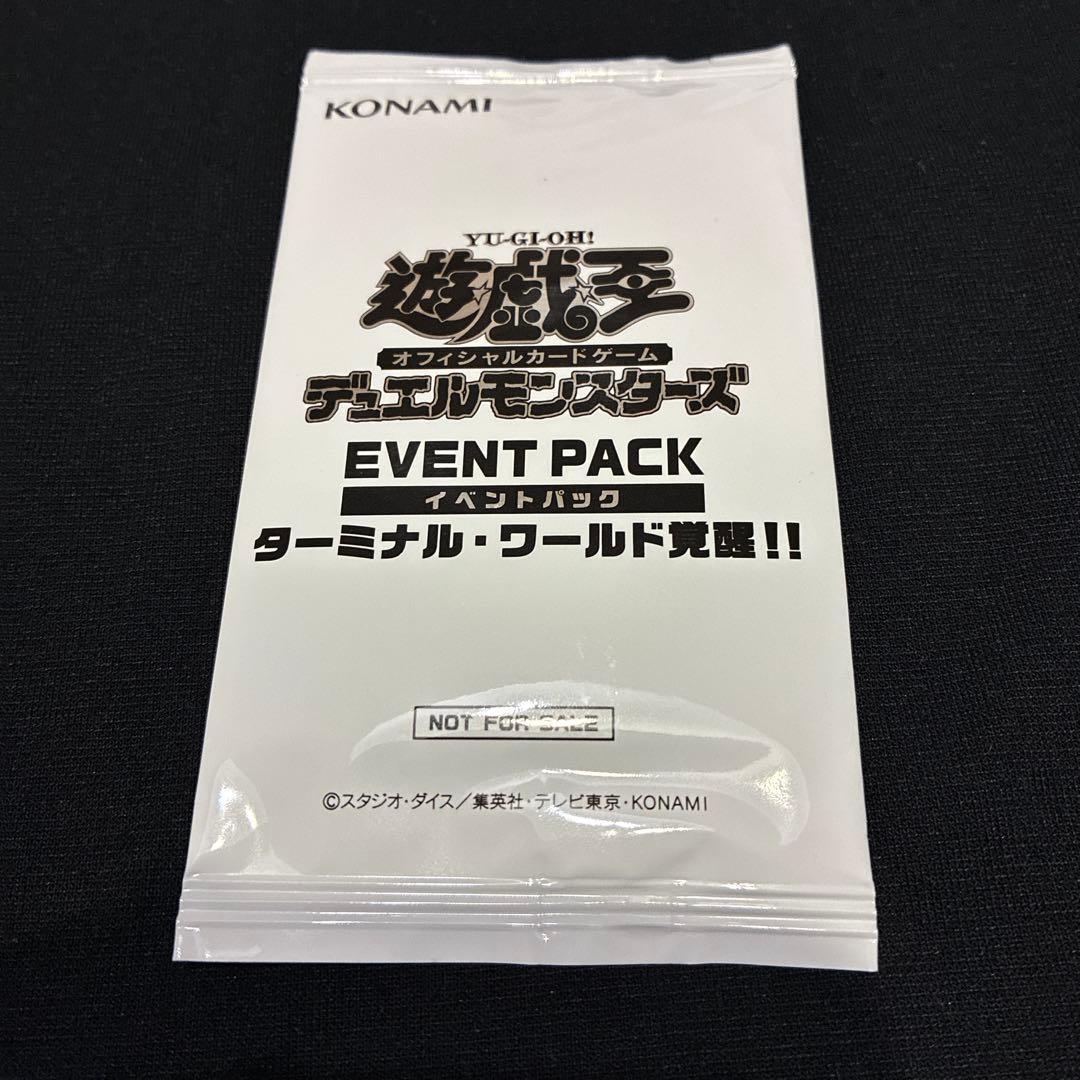 KONAMI
YU-GI-OH!
遊戯王
オフィシャルカードゲーム
デュエルモンスターズ
EVENT PACK
イベントパック
ターミナル・ワールド覚醒!!
NOT FOR SALE
©スタジオ・ダイス/集英社・テレビ東京・KONAMI